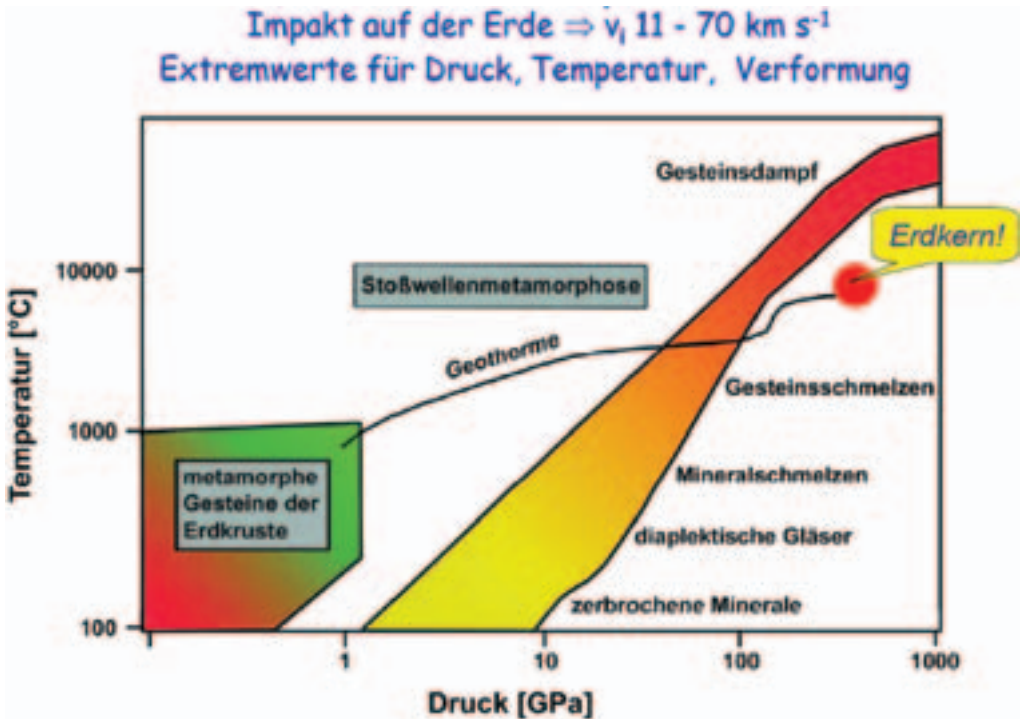 Impakt auf der Erde ⇒ vᵢ 11 - 70 km s⁻¹
Extremwerte für Druck, Temperatur, Verformung
Gesteinsdampf
Erdkern!
10000
Stoßwellenmetamorphose
Geotherme
Gesteinsschmelzen
Temperatur [°C]
1000
metamorphe
Gesteine der
Erdkruste
Mineralschmelzen
diaplektische Gläser
zerbrochene Minerale
100
1
10
100
1000
Druck [GPa]